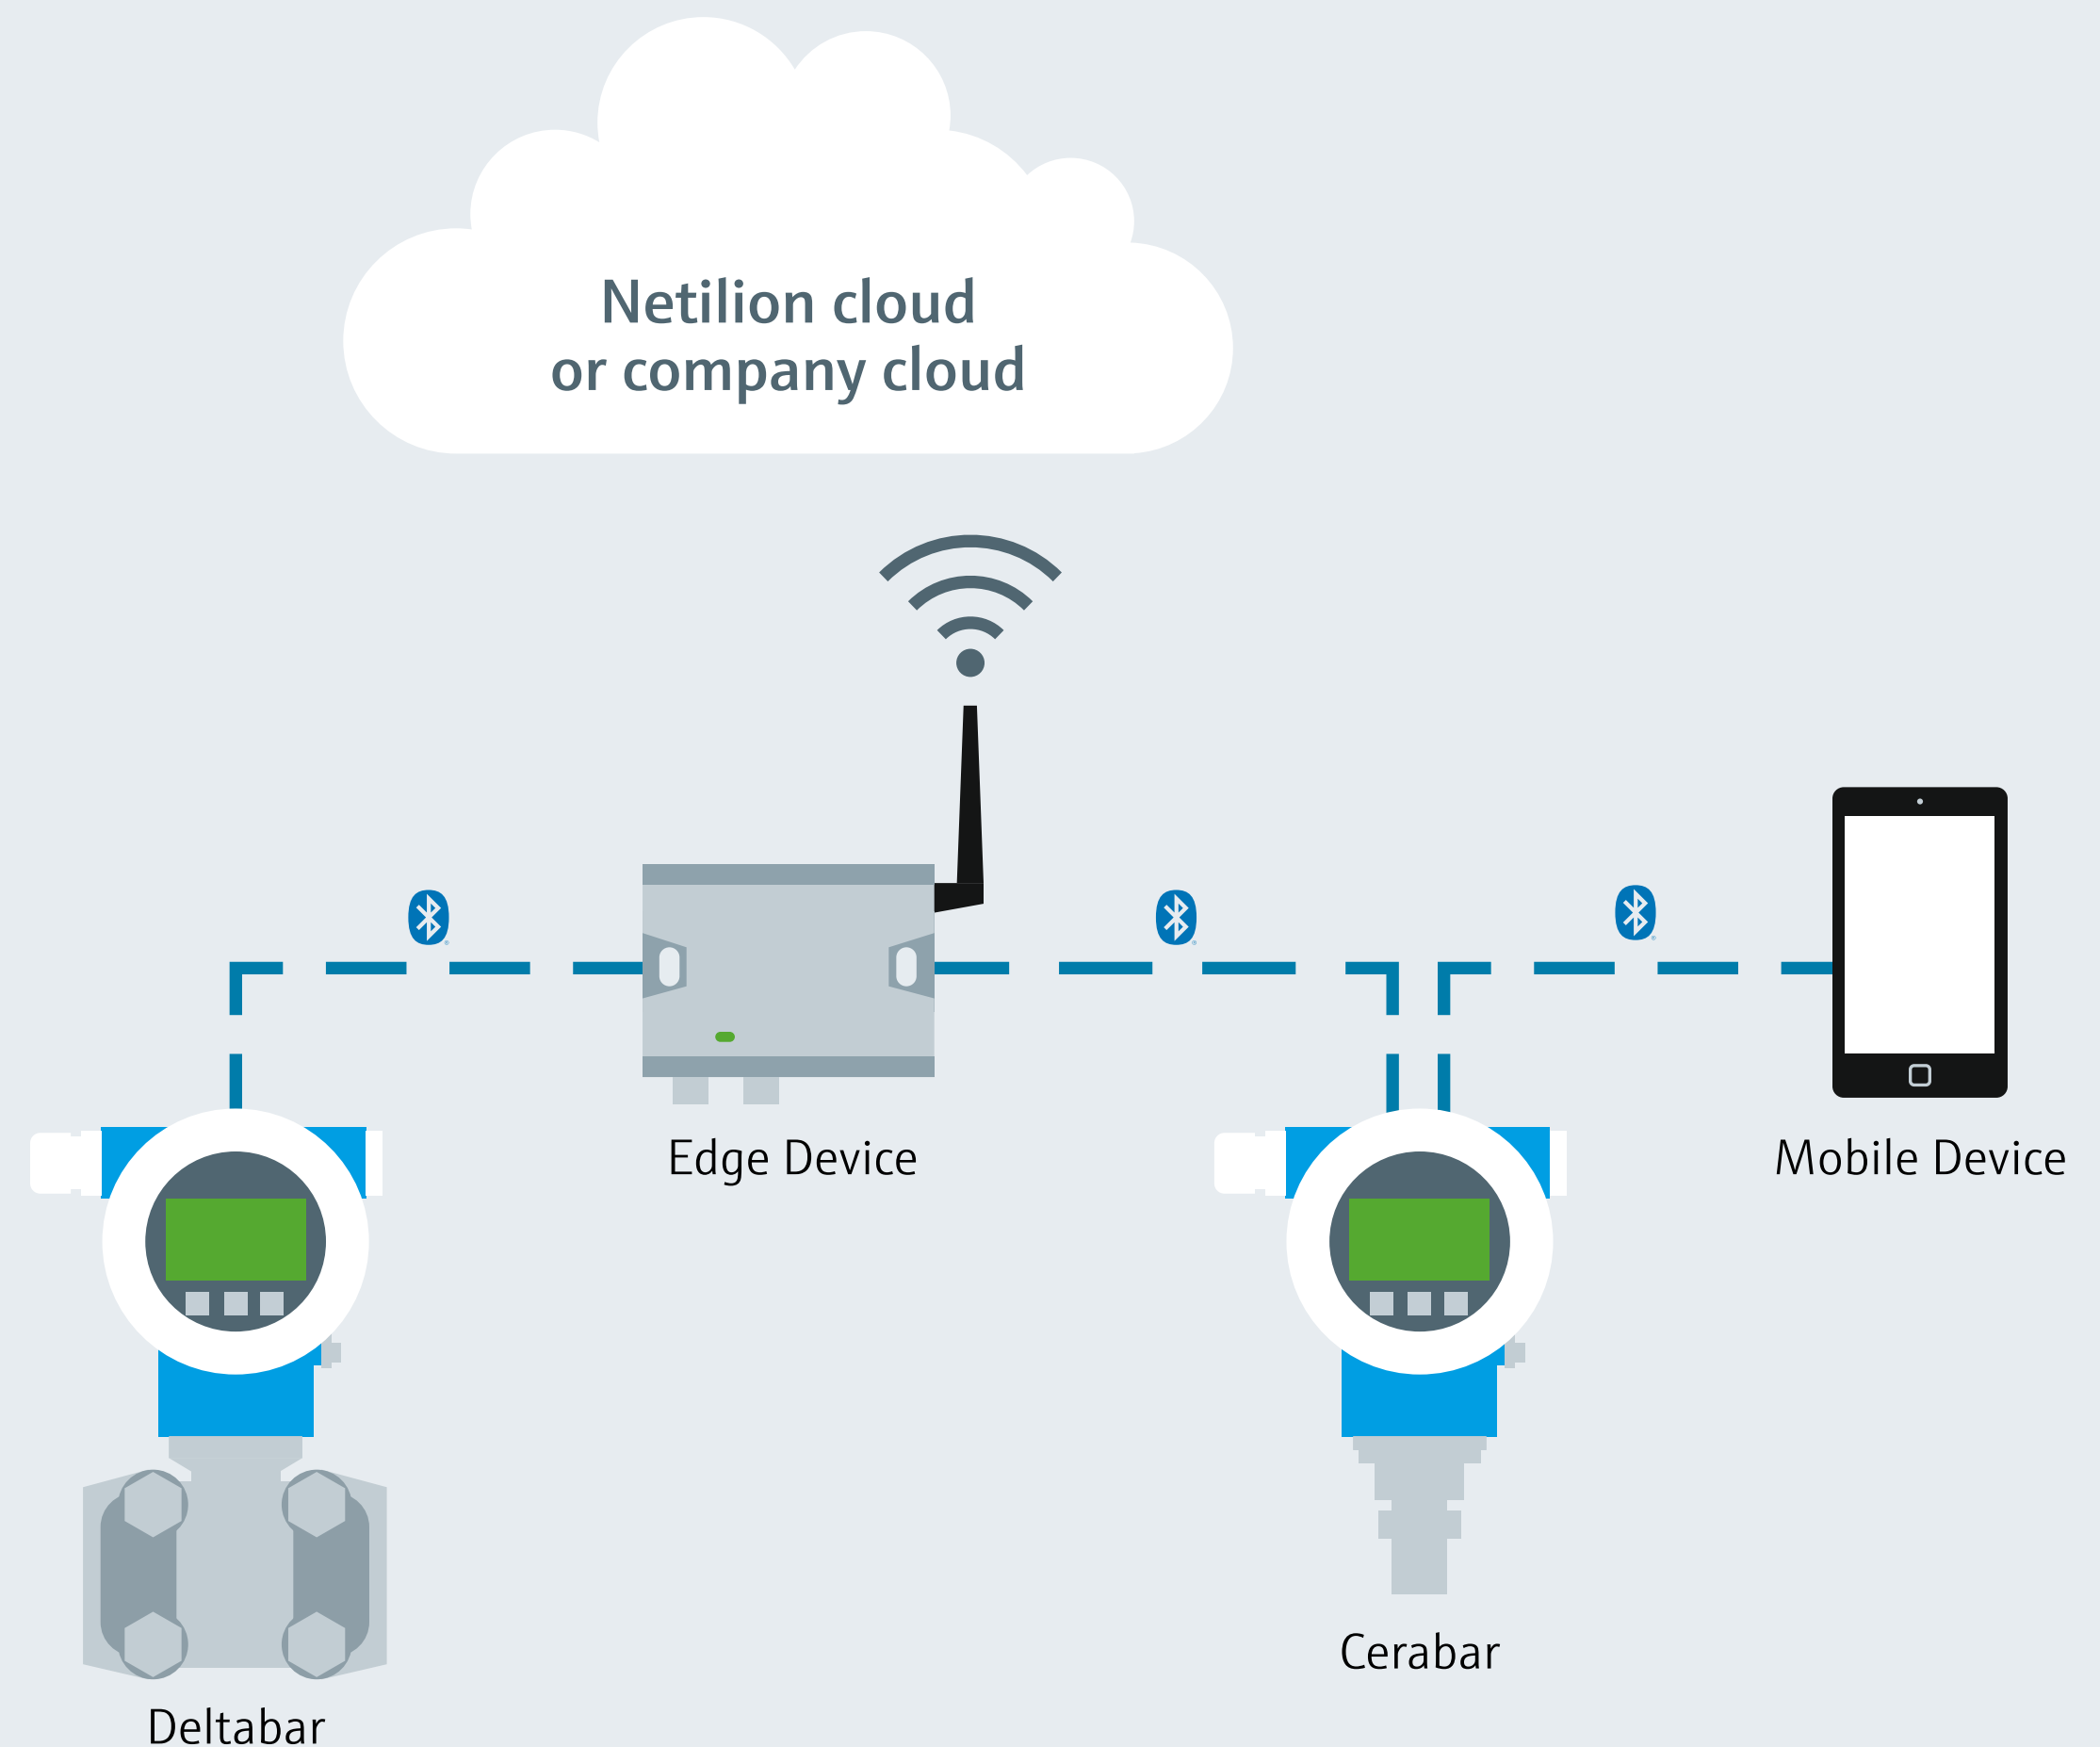 Netilion cloud
or company cloud
Edge Device
Mobile Device
Cerabar
Deltabar